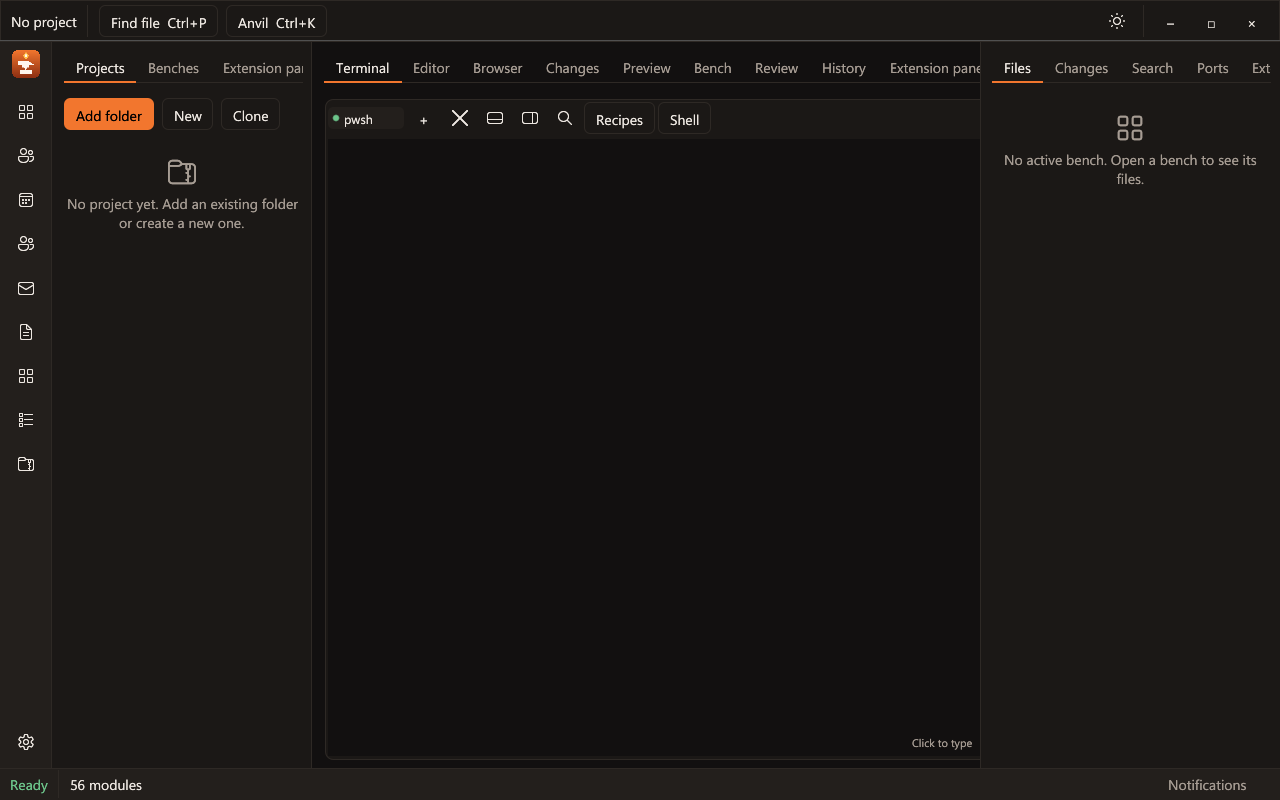 No project
Find file Ctrl+P
Anvil Ctrl+K
Projects
Benches
Extension par
Terminal
Editor
Browser
Changes
Preview
Bench
Review
History
Extension pane
Files
Changes
Search
Ports
Ext
Add folder
New
Clone
pwsh
+
Recipes
Shell
No project yet. Add an existing folder
or create a new one.
No active bench. Open a bench to see its
files.
Click to type
Ready
56 modules
Notifications